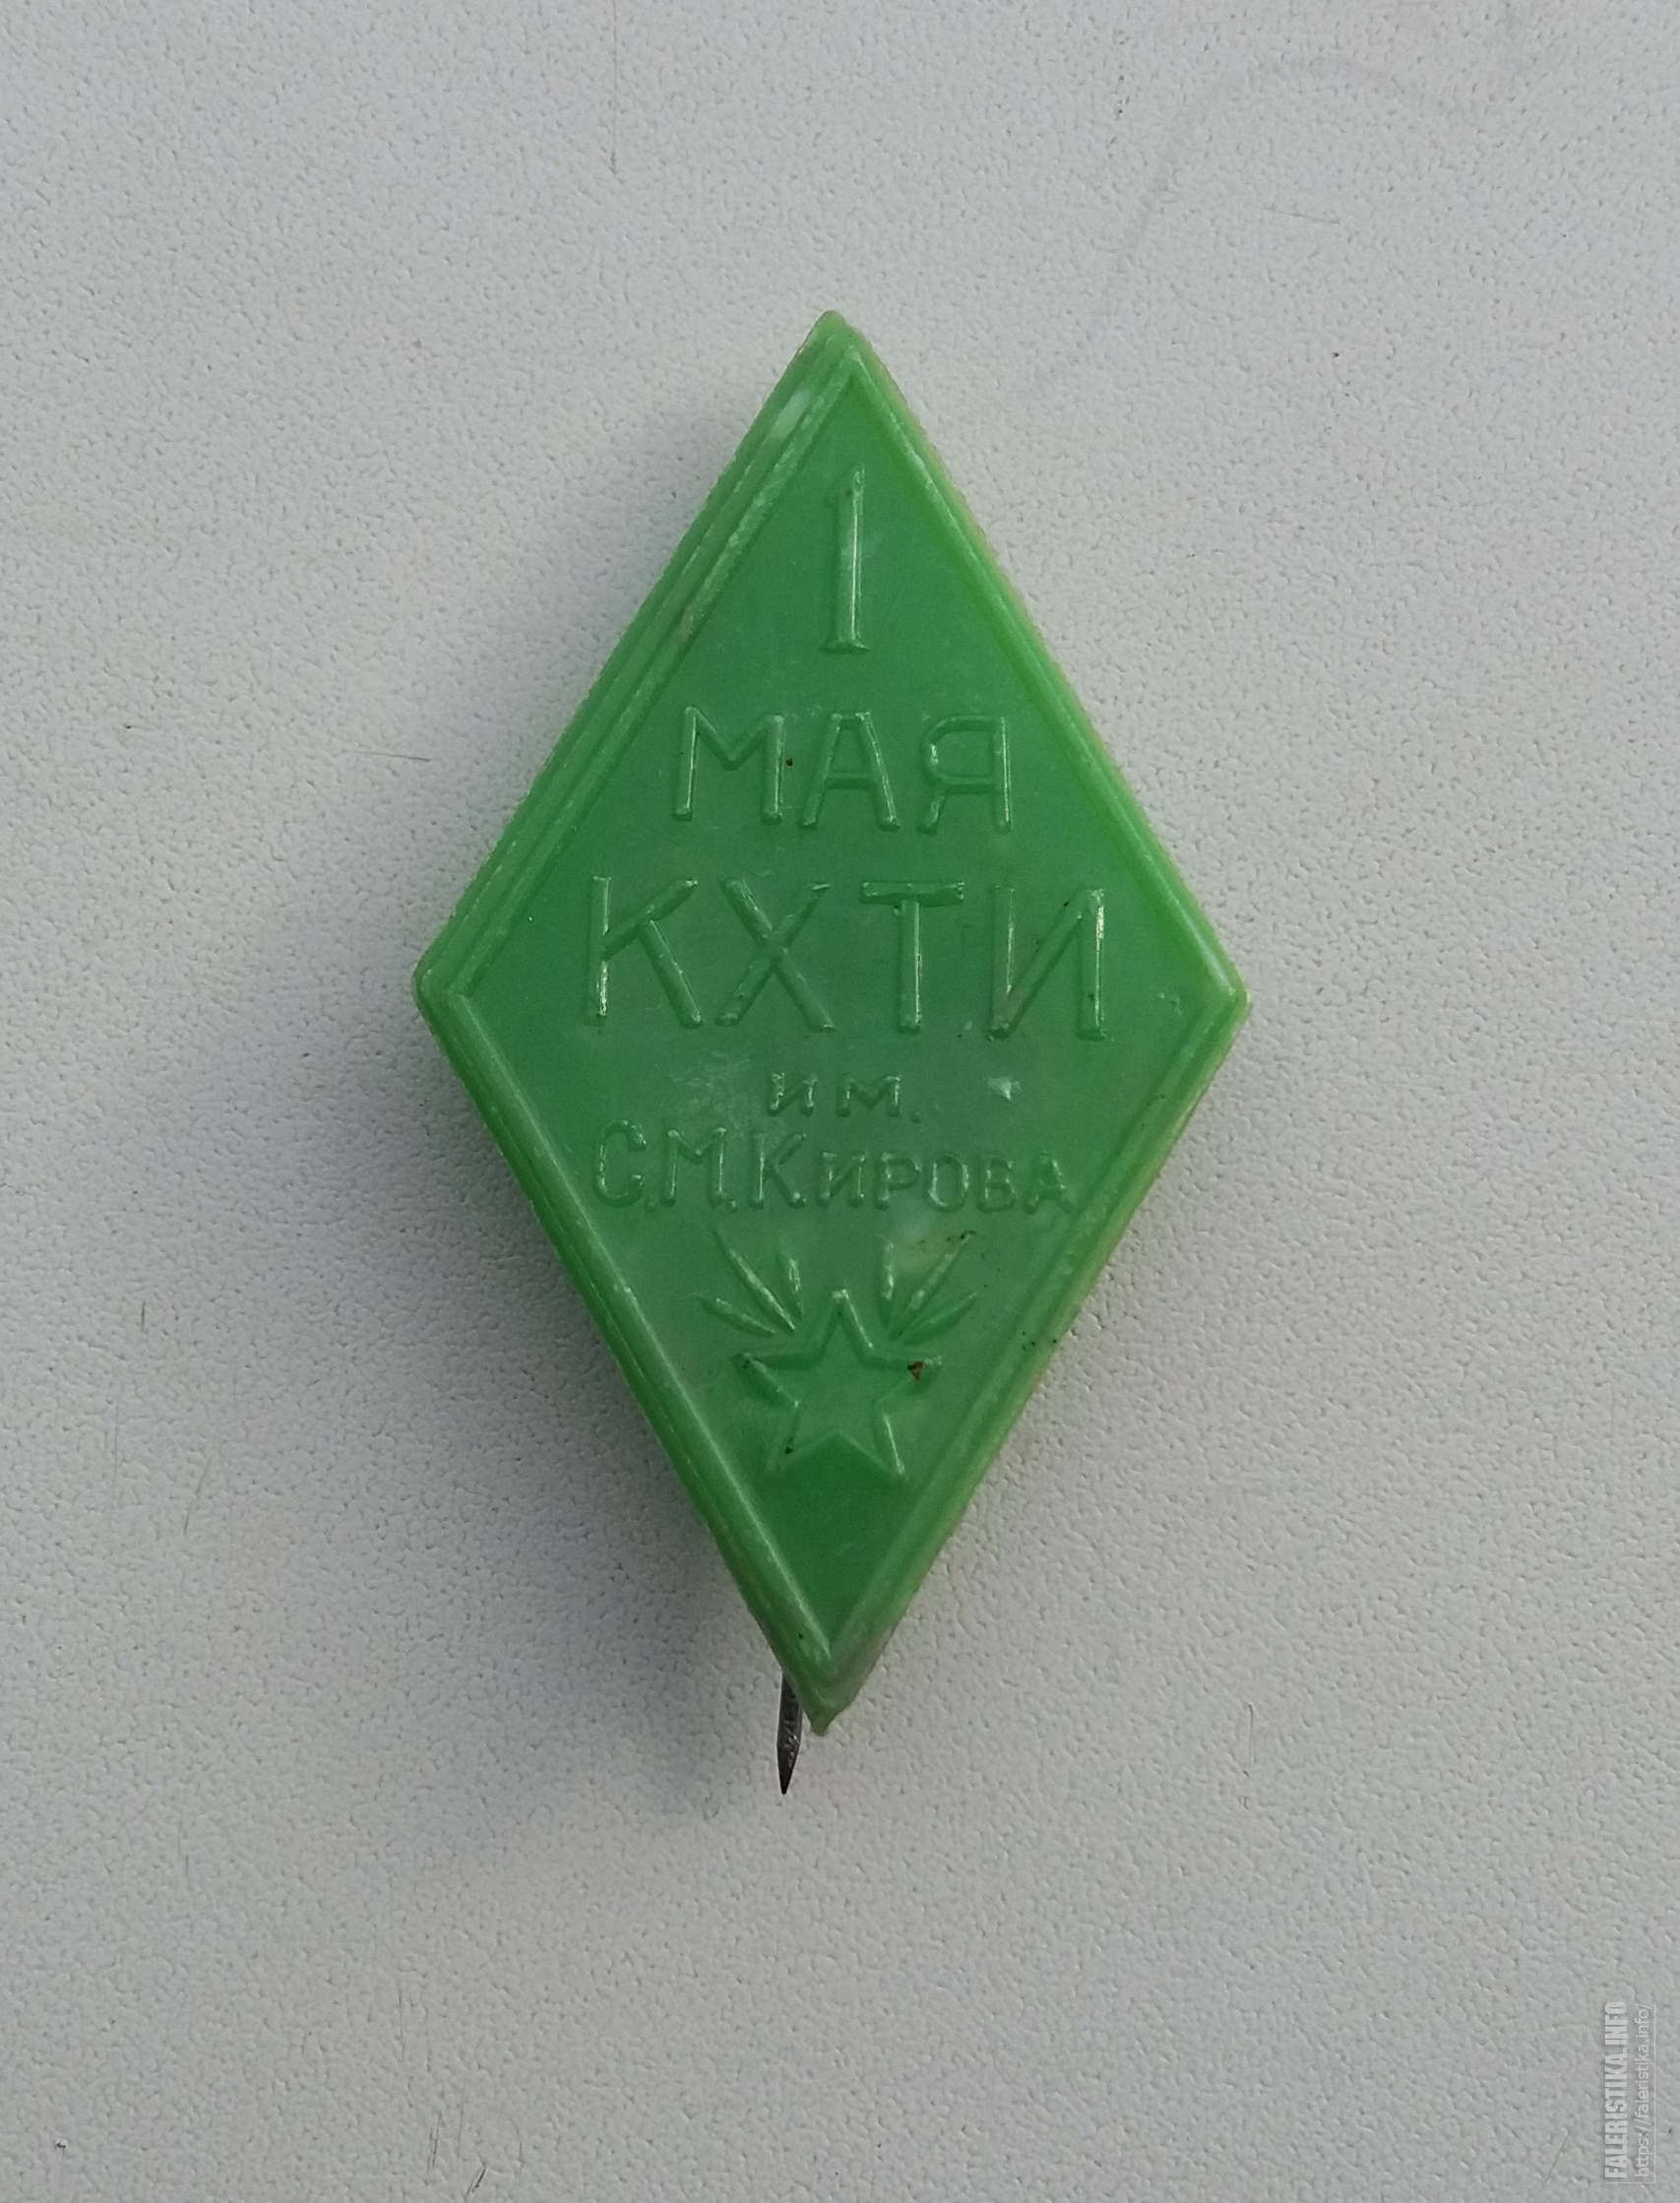 1
МАЯ
КХТИ
им.
С.М.Кирова
FALERISTIKA.INFO
https://faleristika.info/